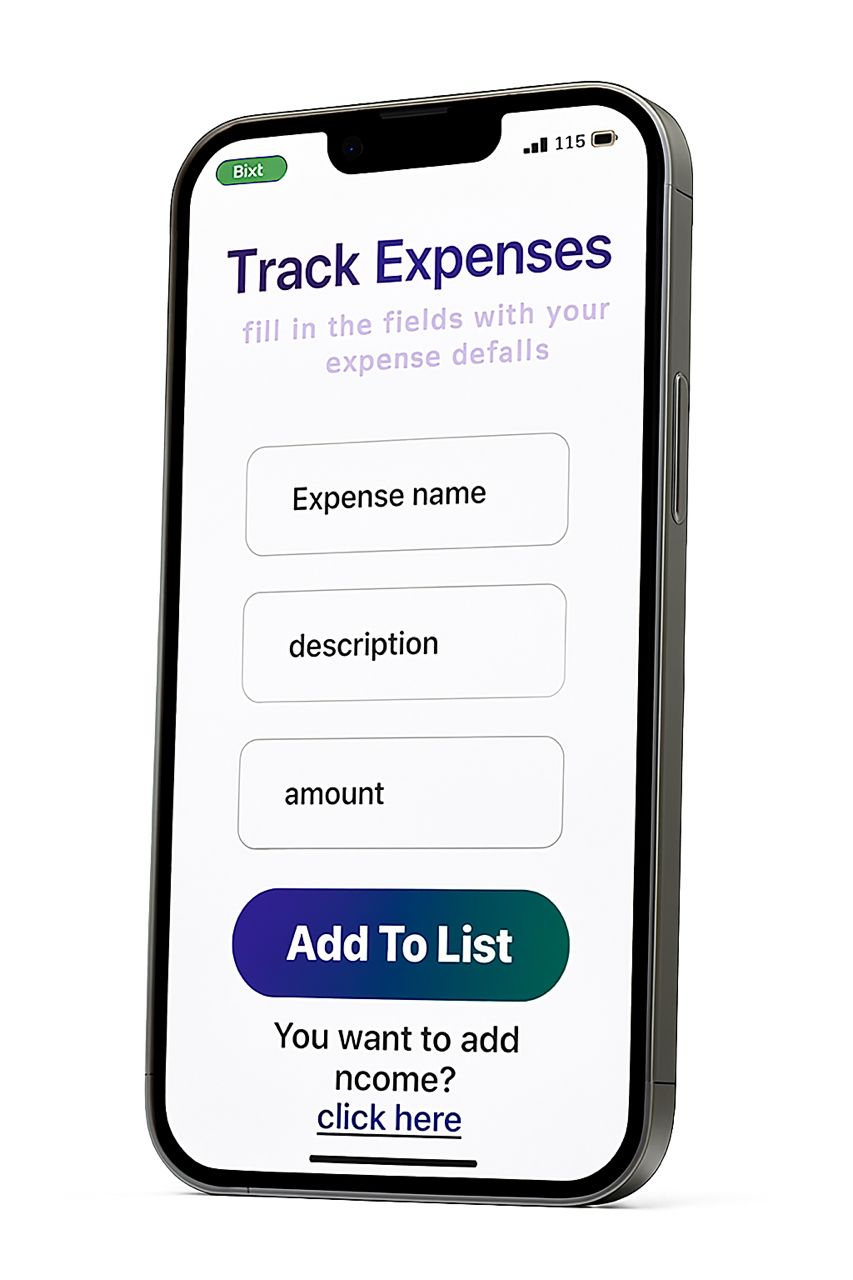 Bixt
115
Track Expenses
fill in the fields with your
expense defalls
Expense name
description
amount
Add To List
You want to add
ncome?
click here